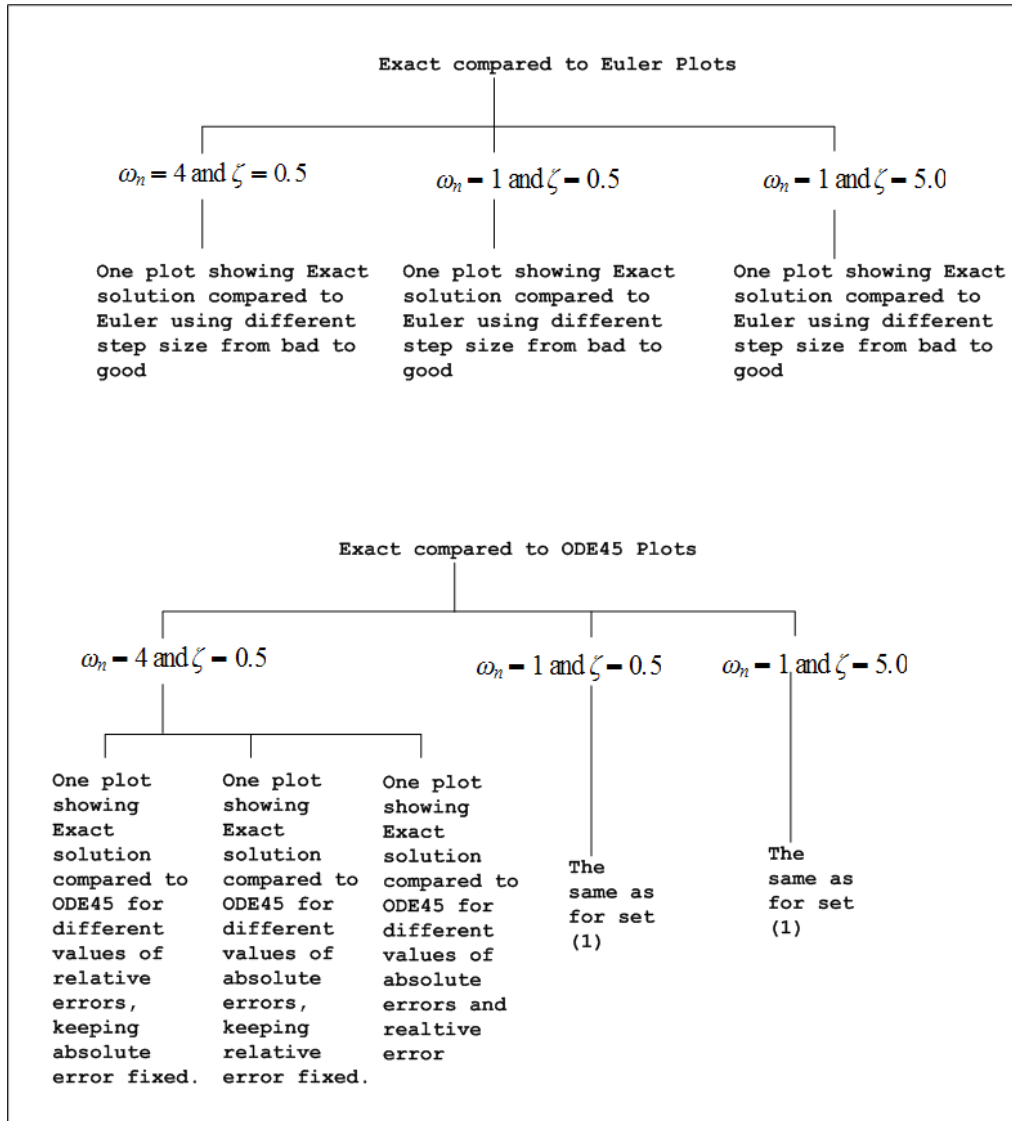 Exact compared to Euler Plots
ωₙ = 4 and ζ = 0.5
ωₙ = 1 and ζ = 0.5
ωₙ = 1 and ζ = 5.0
One plot showing Exact
solution compared to
Euler using different
step size from bad to
good
One plot showing Exact
solution compared to
Euler using different
step size from bad to
good
One plot showing Exact
solution compared to
Euler using different
step size from bad to
good
Exact compared to ODE45 Plots
ωₙ = 4 and ζ = 0.5
ωₙ = 1 and ζ = 0.5
ωₙ = 1 and ζ = 5.0
One plot
showing
Exact
solution
compared to
ODE45 for
different
values of
relative
errors,
keeping
absolute
error fixed.
One plot
showing
Exact
solution
compared to
ODE45 for
different
values of
absolute
errors,
keeping
relative
error fixed.
One plot
showing
Exact
solution
compared to
ODE45 for
different
values of
absolute
errors and
realtive
error
The
same as
for set
(1)
The
same as
for set
(1)